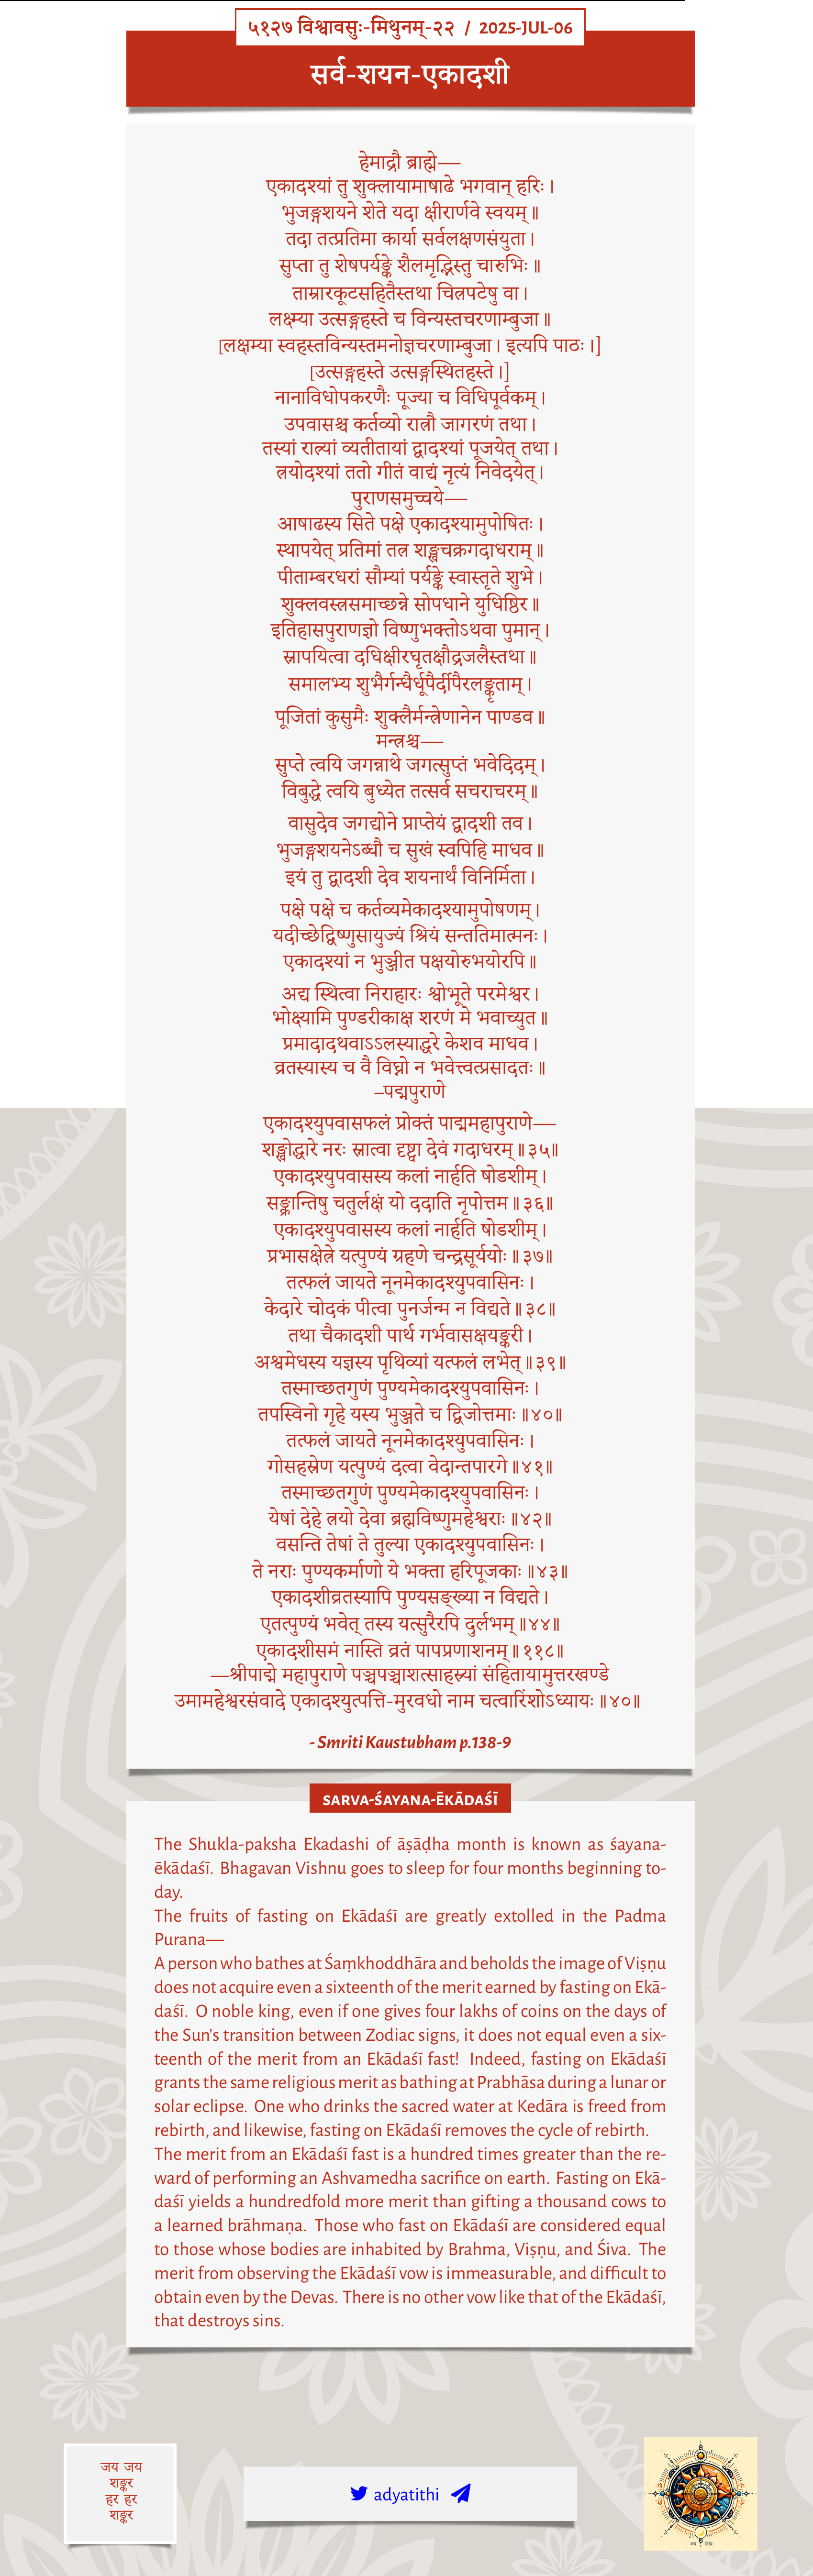 ५१२७ विश्वावसुः-मिथुनम्-२२ / 2025-JUL-06
सर्व-शयन-एकादशी
हेमाद्रौ ब्राह्मे—
एकादश्यां तु शुक्लायामाषाढे भगवान् हरिः ।
भुजङ्गशयने शेते यदा क्षीरार्णवे स्वयम् ॥
तदा तत्प्रतिमा कार्या सर्वलक्षणसंयुता ।
सुप्ता तु शेषपर्यङ्के शैलमृद्भिस्तु चारुभिः ॥
ताम्रारकूटसहितैस्तथा चित्रपटेषु वा ।
लक्ष्म्या उत्सङ्गहस्ते च विन्यस्तचरणाम्बुजा ॥
[लक्षम्या स्वहस्तविन्यस्तमनोज्ञचरणाम्बुजा । इत्यपि पाठः ।]
[उत्सङ्गहस्ते उत्सङ्गस्थितहस्ते ।]
नानाविधोपकरणैः पूज्या च विधिपूर्वकम् ।
उपवासश्च कर्तव्यो रात्रौ जागरणं तथा ।
तस्यां रात्र्यां व्यतीतायां द्वादश्यां पूजयेत् तथा ।
त्रयोदश्यां ततो गीतं वाद्यं नृत्यं निवेदयेत् ।
पुराणसमुच्चये—
आषाढस्य सिते पक्षे एकादश्यामुपोषितः ।
स्थापयेत् प्रतिमां तत्र शङ्खचक्रगदाधराम् ॥
पीताम्बरधरां सौम्यां पर्यङ्के स्वास्तृते शुभे ।
शुक्लवस्त्रसमाच्छन्ने सोपधाने युधिष्ठिर ॥
इतिहासपुराणज्ञो विष्णुभक्तोऽथवा पुमान् ।
स्नापयित्वा दधिक्षीरघृतक्षौद्रजलैस्तथा ॥
समालभ्य शुभैर्गन्धैर्धूपैर्दीपैरलङ्कृताम् ।
पूजितां कुसुमैः शुक्लैर्मन्त्रेणानेन पाण्डव ॥
मन्त्रश्च—
सुप्ते त्वयि जगन्नाथे जगत्सुप्तं भवेदिदम् ।
विबुद्धे त्वयि बुध्येत तत्सर्वं सचराचरम् ॥
वासुदेव जगद्योने प्राप्तेयं द्वादशी तव ।
भुजङ्गशयनेऽब्धौ च सुखं स्वपिहि माधव ॥
इयं तु द्वादशी देव शयनार्थं विनिर्मिता ।
पक्षे पक्षे च कर्तव्यमेकादश्यामुपोषणम् ।
यदीच्छेद्विष्णुसायुज्यं श्रियं सन्ततिमात्मनः ।
एकादश्यां न भुञ्जीत पक्षयोरुभयोरपि ॥
अद्य स्थित्वा निराहारः श्वोभूते परमेश्वर ।
भोक्ष्यामि पुण्डरीकाक्ष शरणं मे भवाच्युत ॥
प्रमादादथवाऽऽलस्याद्धरे केशव माधव ।
व्रतस्यास्य च वै विघ्नो न भवेत्त्वत्प्रसादतः ॥
–पद्मपुराणे
एकादश्युपवासफलं प्रोक्तं पाद्ममहापुराणे—
शङ्खोद्धारे नरः स्नात्वा दृष्ट्वा देवं गदाधरम् ॥३५॥
एकादश्युपवासस्य कलां नार्हति षोडशीम् ।
सङ्क्रान्तिषु चतुर्लक्षं यो ददाति नृपोत्तम ॥३६॥
एकादश्युपवासस्य कलां नार्हति षोडशीम् ।
प्रभासक्षेत्रे यत्पुण्यं ग्रहणे चन्द्रसूर्ययोः ॥३७॥
तत्फलं जायते नूनमेकादश्युपवासिनः ।
केदारे चोदकं पीत्वा पुनर्जन्म न विद्यते ॥३८॥
तथा चैकादशी पार्थ गर्भवासक्षयङ्करी ।
अश्वमेधस्य यज्ञस्य पृथिव्यां यत्फलं लभेत् ॥३९॥
तस्माच्छतगुणं पुण्यमेकादश्युपवासिनः ।
तपस्विनो गृहे यस्य भुञ्जते च द्विजोत्तमाः ॥४०॥
तत्फलं जायते नूनमेकादश्युपवासिनः ।
गोसहस्रेण यत्पुण्यं दत्वा वेदान्तपारगे ॥४१॥
तस्माच्छतगुणं पुण्यमेकादश्युपवासिनः ।
येषां देहे त्रयो देवा ब्रह्मविष्णुमहेश्वराः ॥४२॥
वसन्ति तेषां ते तुल्या एकादश्युपवासिनः ।
ते नराः पुण्यकर्माणो ये भक्ता हरिपूजकाः ॥४३॥
एकादशीव्रतस्यापि पुण्यसङ्ख्या न विद्यते ।
एतत्पुण्यं भवेत् तस्य यत्सुरैरपि दुर्लभम् ॥४४॥
एकादशीसमं नास्ति व्रतं पापप्रणाशनम् ॥११८॥
—श्रीपाद्मे महापुराणे पञ्चपञ्चाशत्साहस्र्यां संहितायामुत्तरखण्डे
उमामहेश्वरसंवादे एकादश्युत्पत्ति-मुरवधो नाम चत्वारिंशोऽध्यायः ॥४०॥
- Smriti Kaustubham p.138-9
SARVA-ŚAYANA-ĒKĀDAŚĪ
The Shukla-paksha Ekadashi of āṣāḍha month is known as śayana-
ēkādaśī. Bhagavan Vishnu goes to sleep for four months beginning to-
day.
The fruits of fasting on Ekādaśī are greatly extolled in the Padma
Purana—
A person who bathes at Śaṃkhoddhāra and beholds the image of Viṣṇu
does not acquire even a sixteenth of the merit earned by fasting on Ekā-
daśī. O noble king, even if one gives four lakhs of coins on the days of
the Sun's transition between Zodiac signs, it does not equal even a six-
teenth of the merit from an Ekādaśī fast! Indeed, fasting on Ekādaśī
grants the same religious merit as bathing at Prabhāsa during a lunar or
solar eclipse. One who drinks the sacred water at Kedāra is freed from
rebirth, and likewise, fasting on Ekādaśī removes the cycle of rebirth.
The merit from an Ekādaśī fast is a hundred times greater than the re-
ward of performing an Ashvamedha sacrifice on earth. Fasting on Ekā-
daśī yields a hundredfold more merit than gifting a thousand cows to
a learned brāhmaṇa. Those who fast on Ekādaśī are considered equal
to those whose bodies are inhabited by Brahma, Viṣṇu, and Śiva. The
merit from observing the Ekādaśī vow is immeasurable, and difficult to
obtain even by the Devas. There is no other vow like that of the Ekādaśī,
that destroys sins.
जय जय
शङ्कर
हर हर
शङ्कर
adyatithi